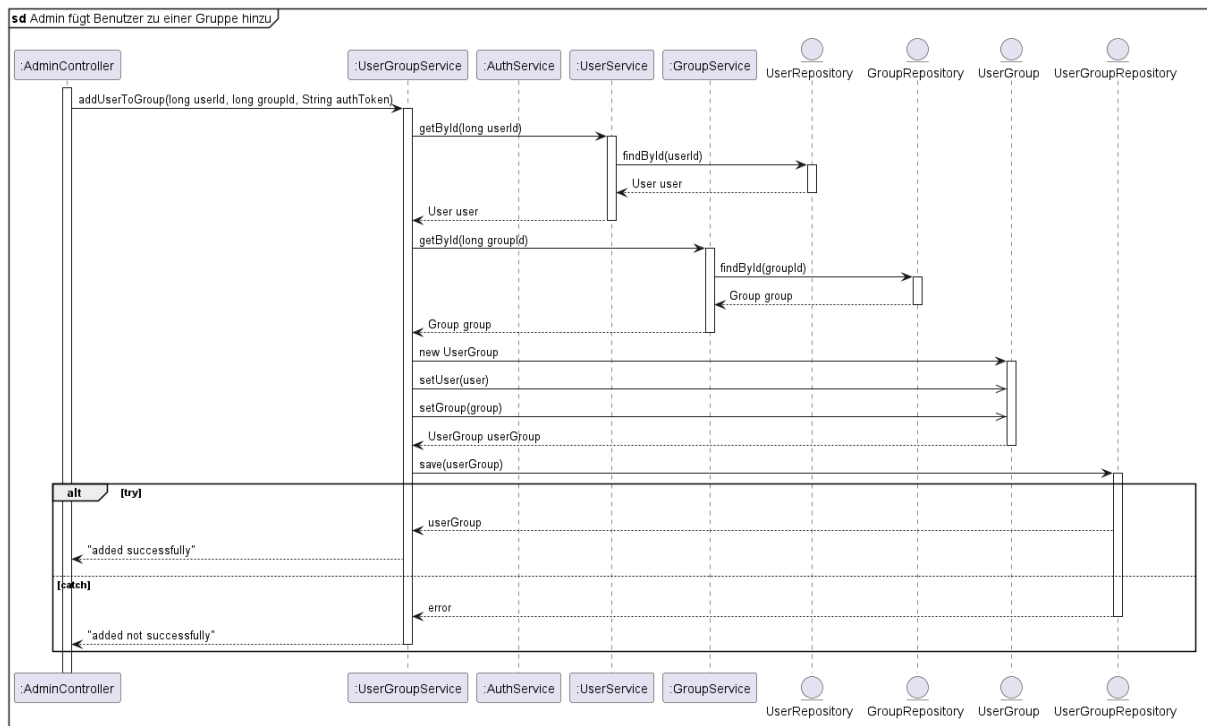 sd Admin fügt Benutzer zu einer Gruppe hinzu
:AdminController
:UserGroupService
:AuthService
:UserService
:GroupService
UserRepository
GroupRepository
UserGroup
UserGroupRepository
addUserToGroup(long userId, long groupId, String authToken)
getById(long userId)
findById(userId)
User user
User user
getById(long groupId)
findById(groupId)
Group group
Group group
new UserGroup
setUser(user)
setGroup(group)
UserGroup userGroup
save(userGroup)
alt [try]
userGroup
"added successfully"
[catch]
error
"added not successfully"
:AdminController
:UserGroupService
:AuthService
:UserService
:GroupService
UserRepository
GroupRepository
UserGroup
UserGroupRepository